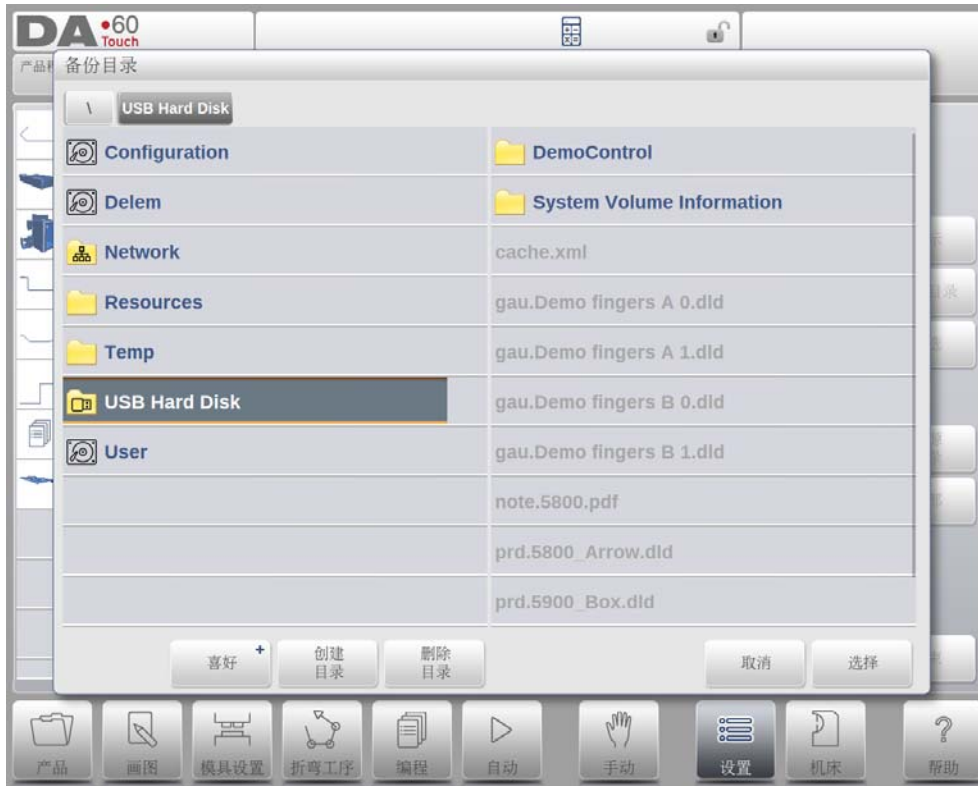 DA•60
Touch
备份目录
\ USB Hard Disk
Configuration
Delem
Network
Resources
Temp
USB Hard Disk
User
DemoControl
System Volume Information
cache.xml
gau.Demo fingers A 0.dld
gau.Demo fingers A 1.dld
gau.Demo fingers B 0.dld
gau.Demo fingers B 1.dld
note.5800.pdf
prd.5800_Arrow.dld
prd.5900_Box.dld
喜好 +
创建
目录
删除
目录
取消
选择
产品
画图
模具设置
折弯工序
编程
自动
手动
设置
机床
帮助